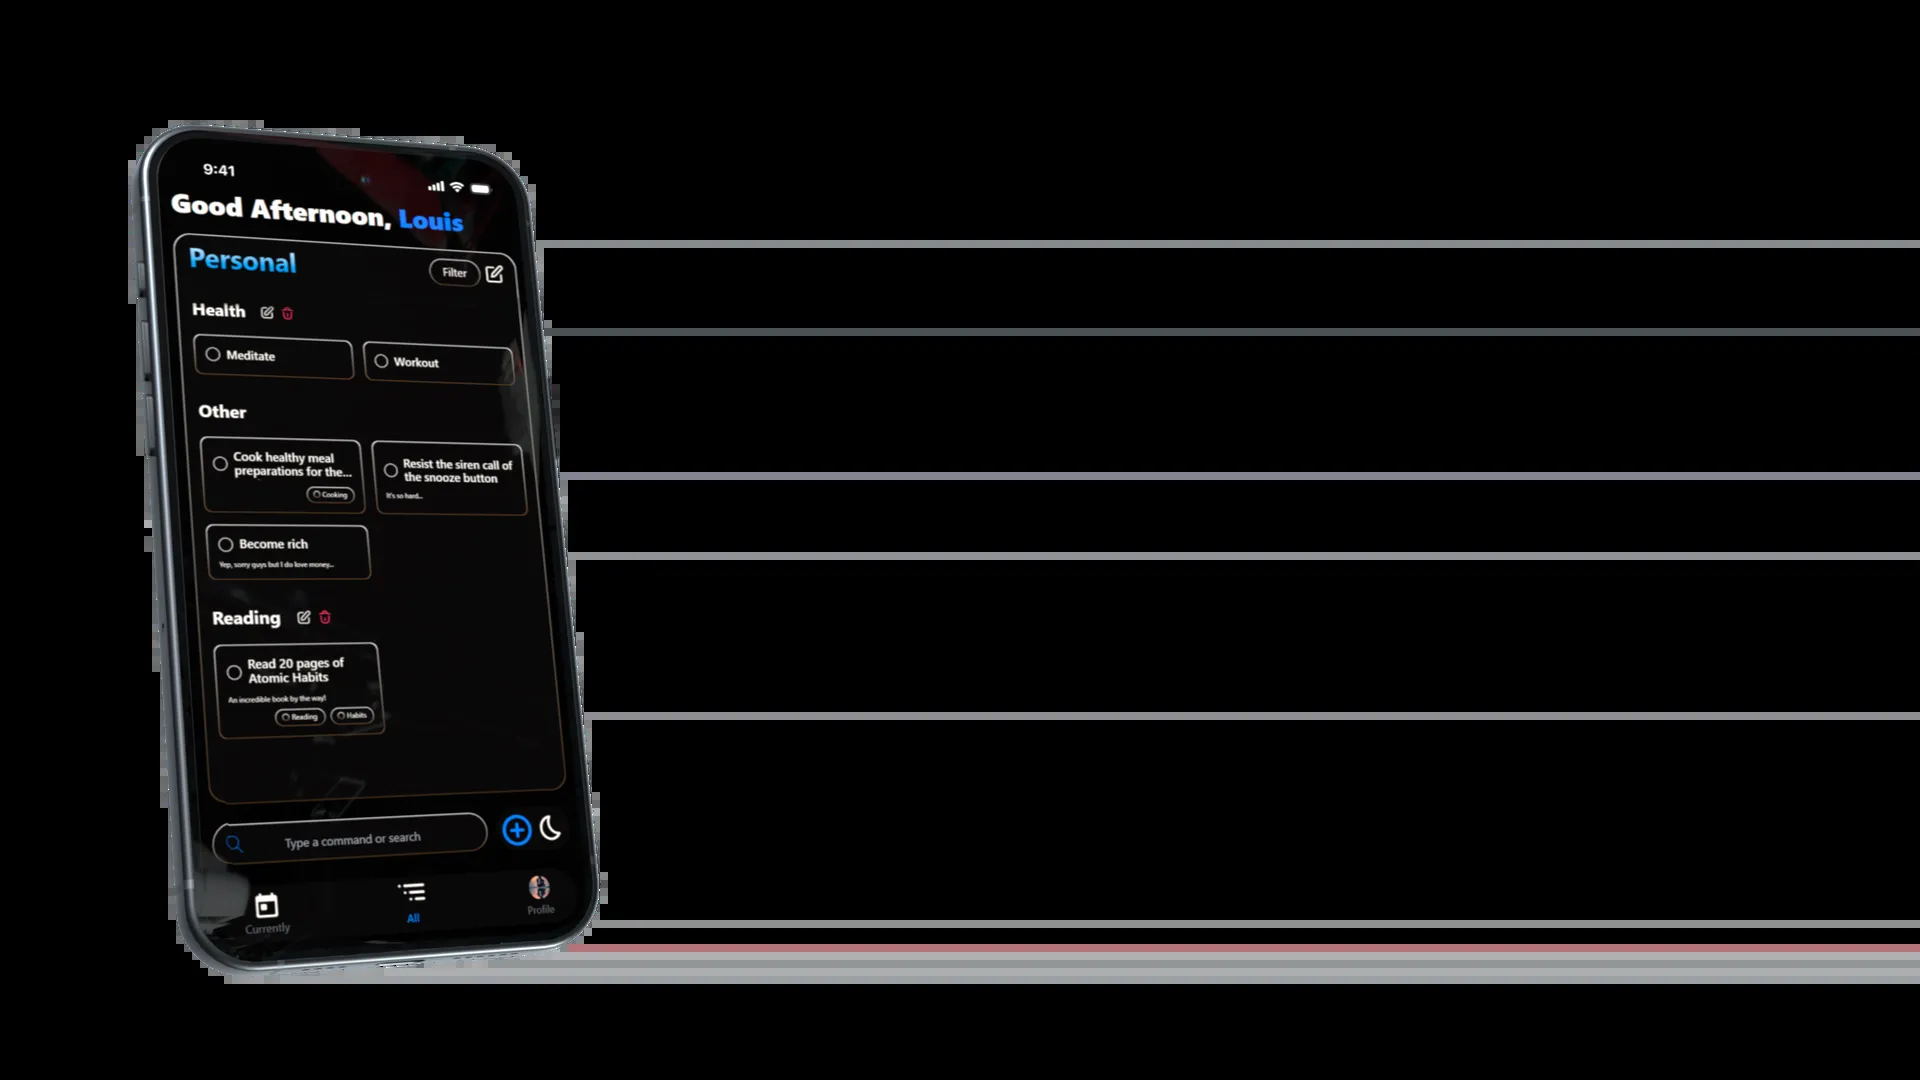 9:41
Good Afternoon, Louis
Personal
Filter
Health
Meditate
Workout
Other
Cook healthy meal
preparations for the...
Cooking
Resist the siren call of
the snooze button
It's so hard...
Become rich
Yep, sorry guys but I do love money...
Reading
Read 20 pages of
Atomic Habits
An incredible book by the way!
Reading
Habits
Type a command or search
Currently
All
Profile